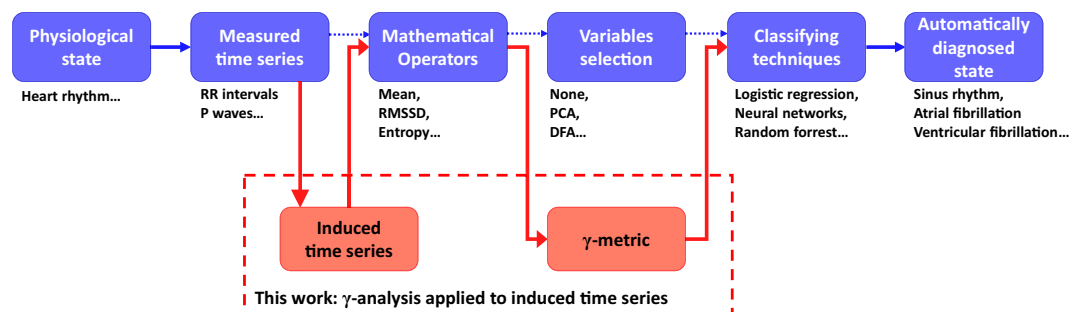 Physiological
state
Measured
time series
Mathematical
Operators
Variables
selection
Classifying
techniques
Automatically
diagnosed
state
Heart rhythm...
RR intervals
P waves...
Mean,
RMSSD,
Entropy...
None,
PCA,
DFA...
Logistic regression,
Neural networks,
Random forrest...
Sinus rhythm,
Atrial fibrillation
Ventricular fibrillation...
Induced
time series
γ-metric
This work: γ-analysis applied to induced time series